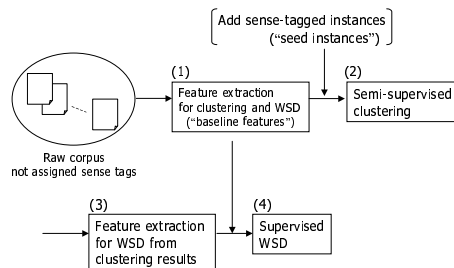 Add sense-tagged instances
(“seed instances”)
(1)
(2)
Feature extraction
for clustering and WSD
(“baseline features”)
Semi-supervised
clustering
Raw corpus
not assigned sense tags
(3)
(4)
Feature extraction
for WSD from
clustering results
Supervised
WSD